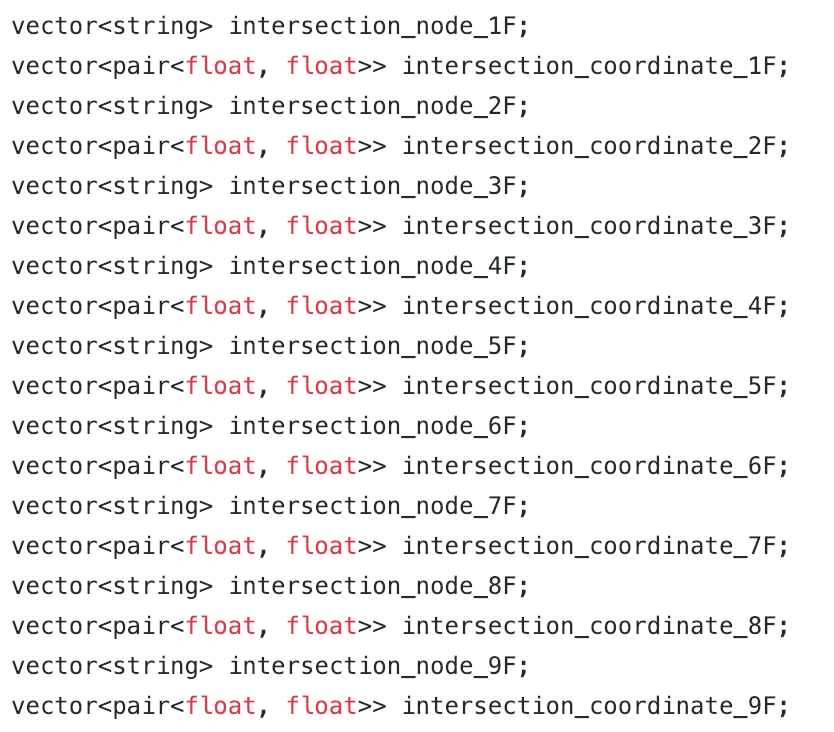 vector<string> intersection_node_1F;
vector<pair<float, float>> intersection_coordinate_1F;
vector<string> intersection_node_2F;
vector<pair<float, float>> intersection_coordinate_2F;
vector<string> intersection_node_3F;
vector<pair<float, float>> intersection_coordinate_3F;
vector<string> intersection_node_4F;
vector<pair<float, float>> intersection_coordinate_4F;
vector<string> intersection_node_5F;
vector<pair<float, float>> intersection_coordinate_5F;
vector<string> intersection_node_6F;
vector<pair<float, float>> intersection_coordinate_6F;
vector<string> intersection_node_7F;
vector<pair<float, float>> intersection_coordinate_7F;
vector<string> intersection_node_8F;
vector<pair<float, float>> intersection_coordinate_8F;
vector<string> intersection_node_9F;
vector<pair<float, float>> intersection_coordinate_9F;